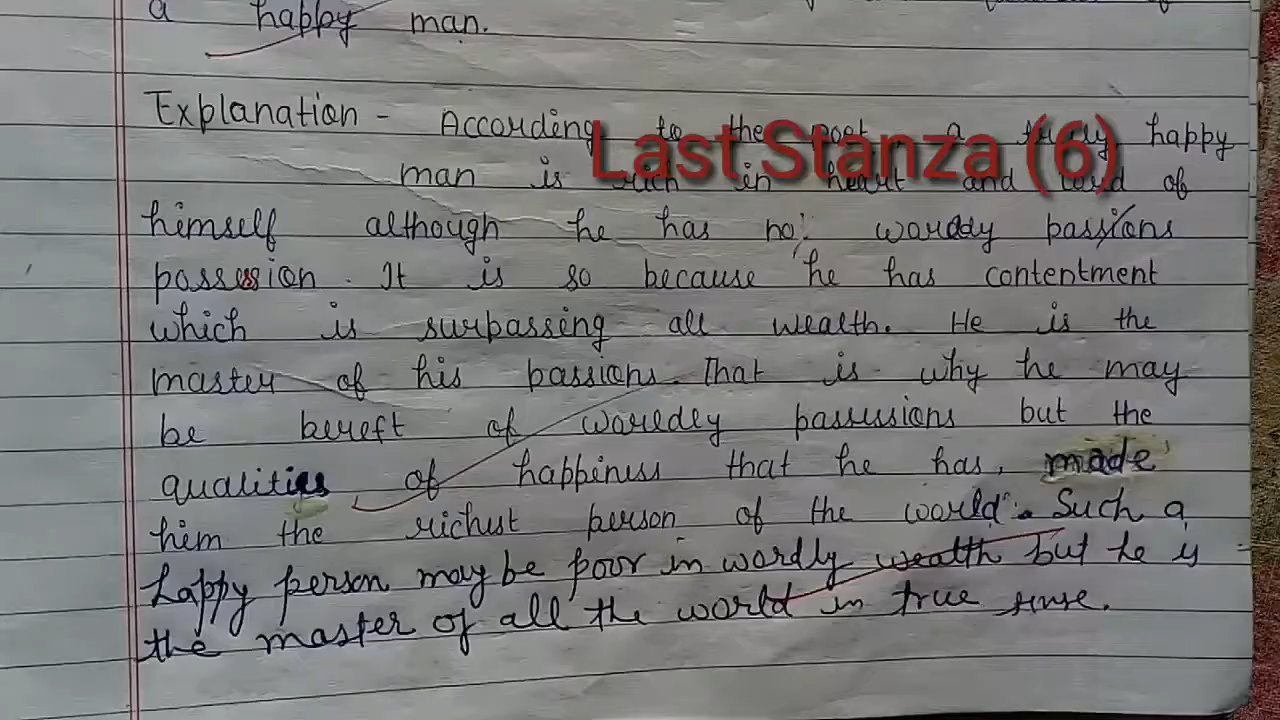 a happy man.
Explanation - According to the poet a truly happy
Last Stanza (6)
man is rich in heart and lord of
himself although he has no wordly passions
possession. It is so because he has contentment
which is surpassing all wealth. He is the
master of his passions. That is why he may
be bereft of woreldly possessions but the
qualities of happiness that he has, made
him the richest person of the world. Such a
happy person may be poor in wordly wealth but he is
the master of all the world in true sense.